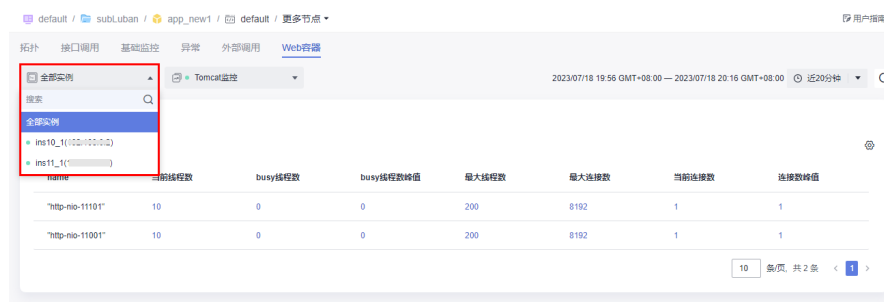 default / subLuban / app_new1 / default / 更多节点 用户指南
拓扑 接口调用 基础监控 异常 外部调用 Web容器
全部实例 Tomcat监控 2023/07/18 19:56 GMT+08:00 — 2023/07/18 20:16 GMT+08:00 近20分钟
搜索
全部实例
ins10_1(
ins11_1(
name 当前线程数 busy线程数 busy线程数峰值 最大线程数 最大连接数 当前连接数 连接数峰值
"http-nio-11101" 10 0 0 200 8192 1 1
"http-nio-11001" 10 0 0 200 8192 1 1
10 条/页, 共 2 条 < 1 >